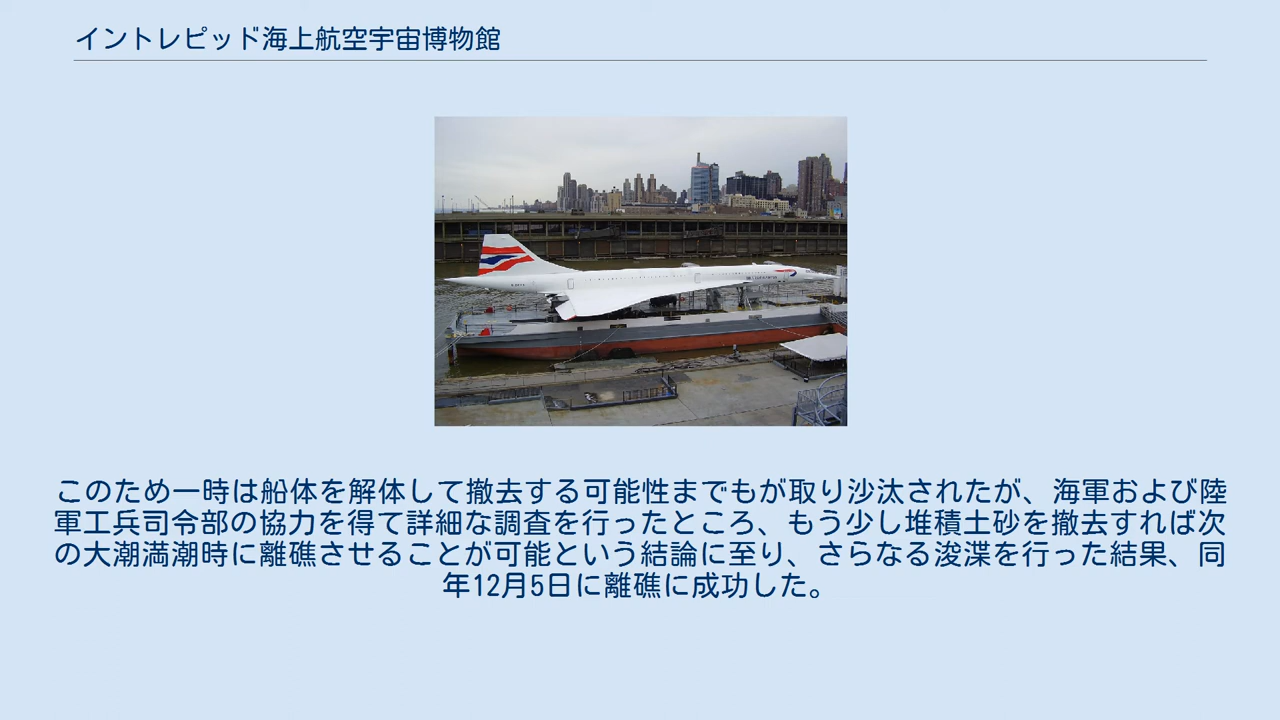 イントレピッド海上航空宇宙博物館
このため一時は船体を解体して撤去する可能性までもが取り沙汰されたが、海軍および陸
軍工兵司令部の協力を得て詳細な調査を行ったところ、もう少し堆積土砂を撤去すれば次
の大潮満潮時に離礁させることが可能という結論に至り、さらなる浚渫を行った結果、同
年12月5日に離礁に成功した。